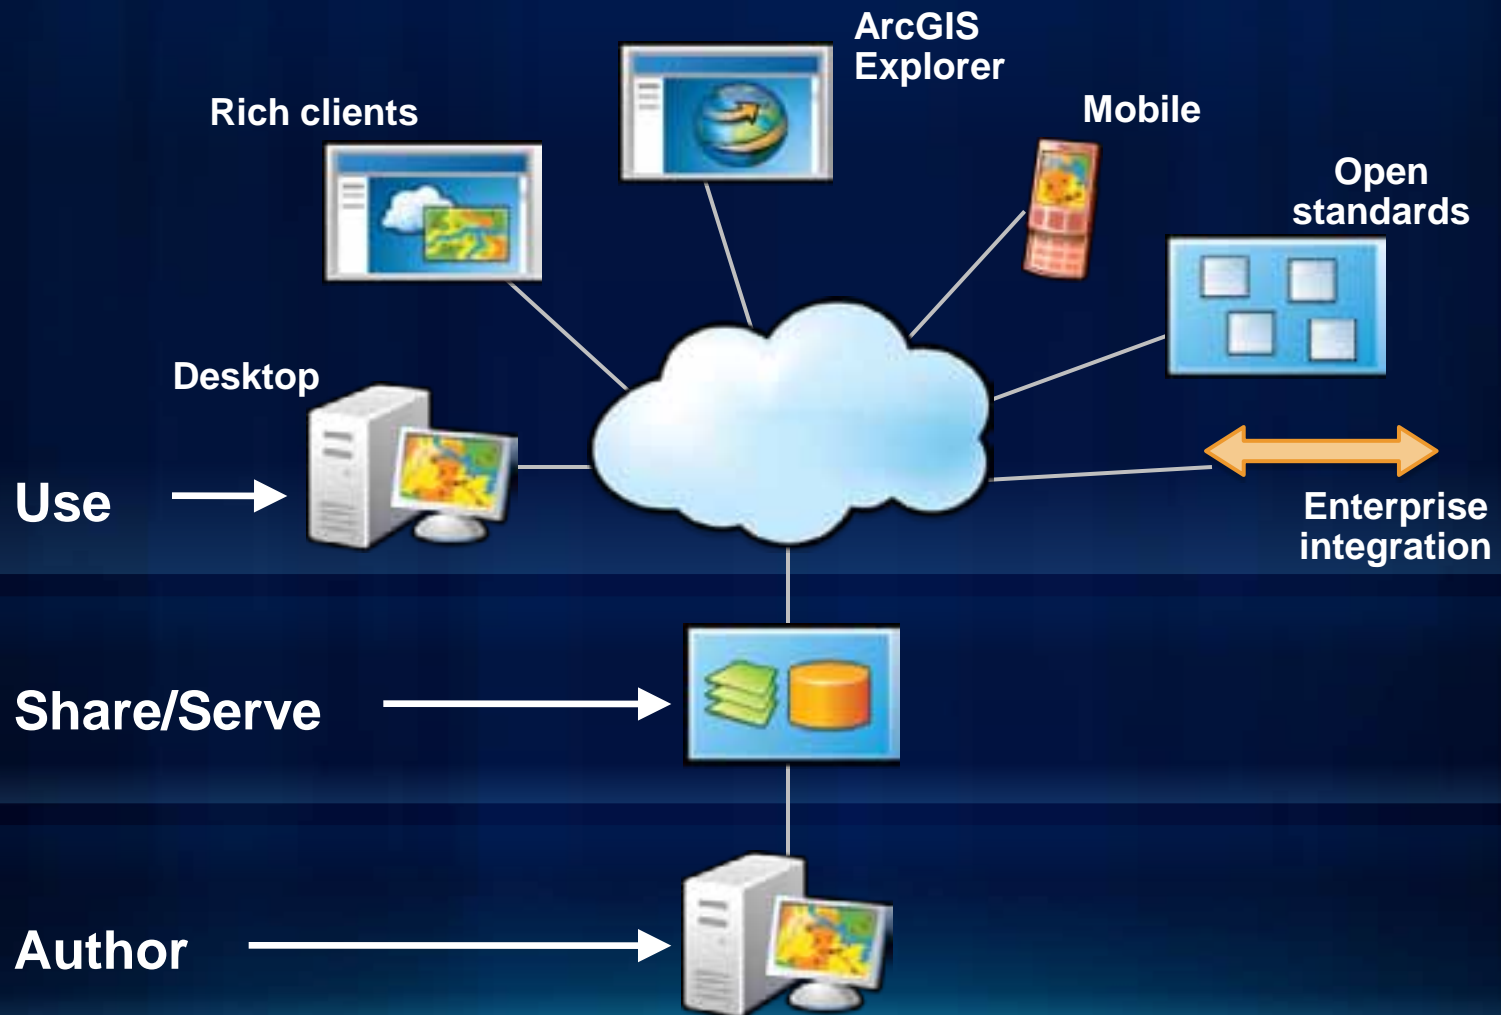 ArcGIS
Explorer
Rich clients
Mobile
Open
standards
Desktop
Use
Enterprise
integration
Share/Serve
Author